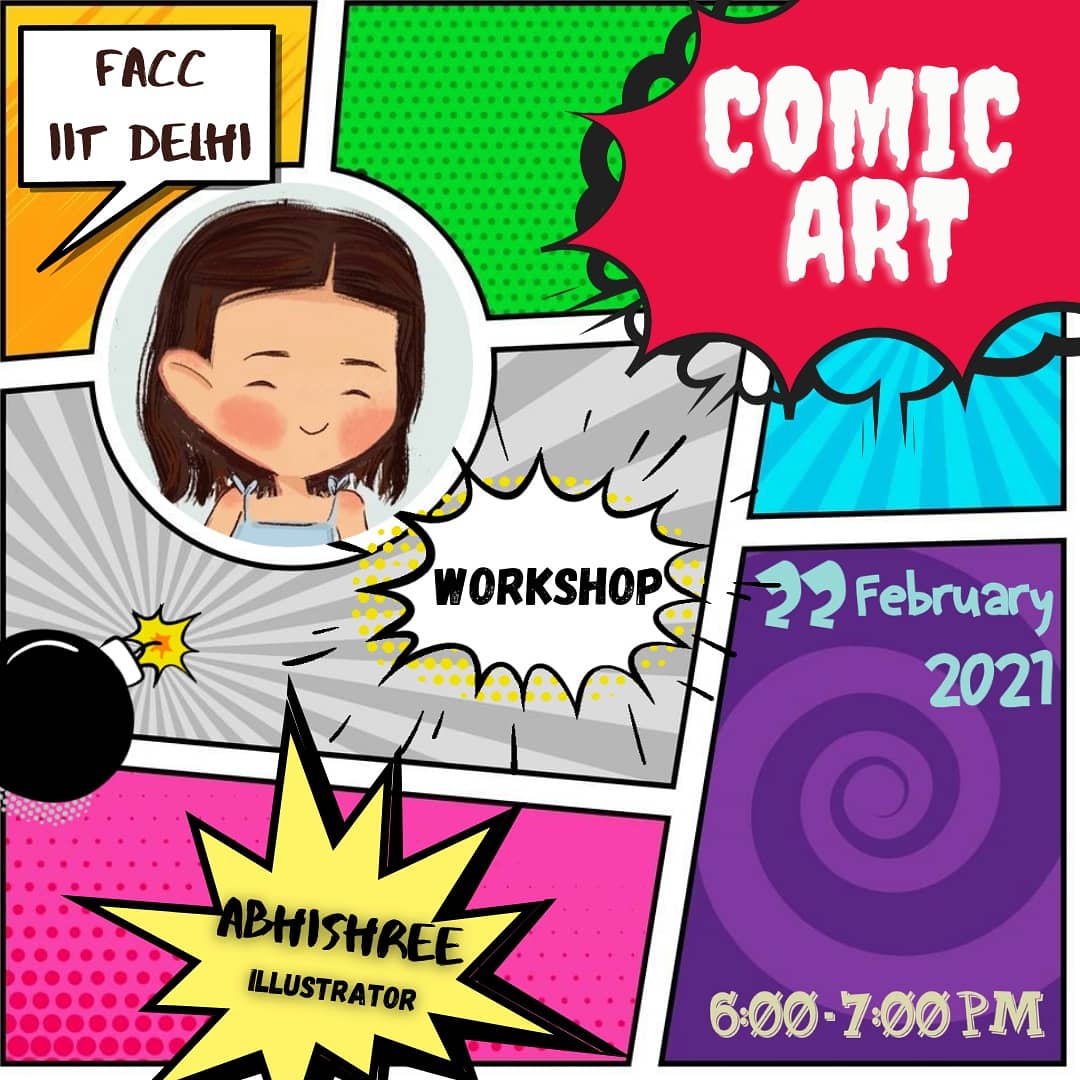 FACC
IIT DELHI
COMIC
ART
WORKSHOP
22 February
2021
ABHISHREE
ILLUSTRATOR
6:00 - 7:00 PM